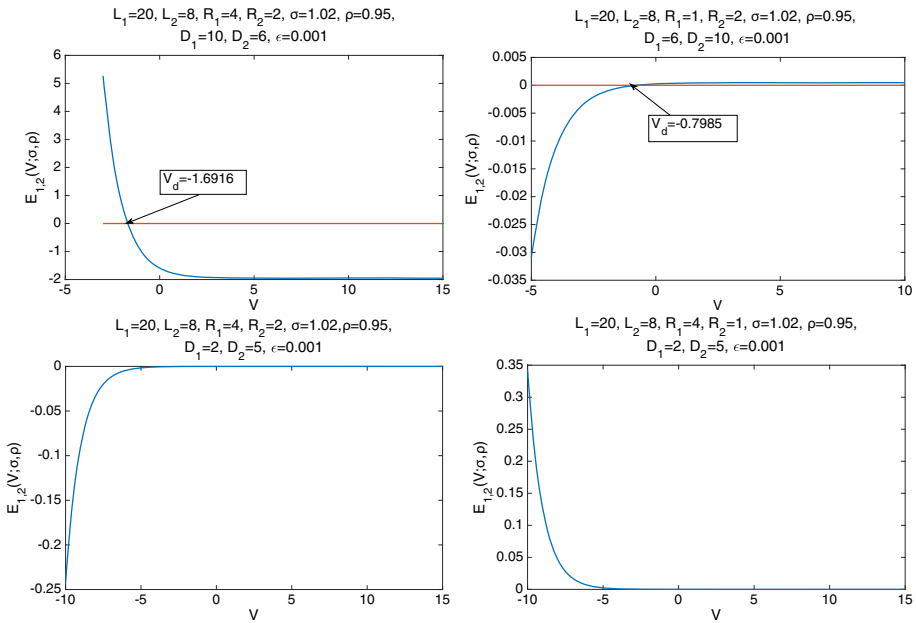 L_1=20, L_2=8, R_1=4, R_2=2, σ=1.02, ρ=0.95,
D_1=10, D_2=6, ϵ=0.001
6
5
4
3
2
1
0
-1
-2
-5
0
5
10
15
E_{1,2}(V;σ,ρ)
V
V_d=-1.6916
L_1=20, L_2=8, R_1=1, R_2=2, σ=1.02, ρ=0.95,
D_1=6, D_2=10, ϵ=0.001
0.005
0
-0.005
-0.01
-0.015
-0.02
-0.025
-0.03
-0.035
-5
0
5
10
E_{1,2}(V;σ,ρ)
V
V_d=-0.7985
L_1=20, L_2=8, R_1=4, R_2=2, σ=1.02,ρ=0.95,
D_1=2, D_2=5, ϵ=0.001
0
-0.05
-0.1
-0.15
-0.2
-0.25
-10
-5
0
5
10
15
E_{1,2}(V;σ,ρ)
V
L_1=20, L_2=8, R_1=4, R_2=1, σ=1.02, ρ=0.95,
D_1=2, D_2=5, ϵ=0.001
0.35
0.3
0.25
0.2
0.15
0.1
0.05
0
-10
-5
0
5
10
15
E_{1,2}(V;σ,ρ)
V